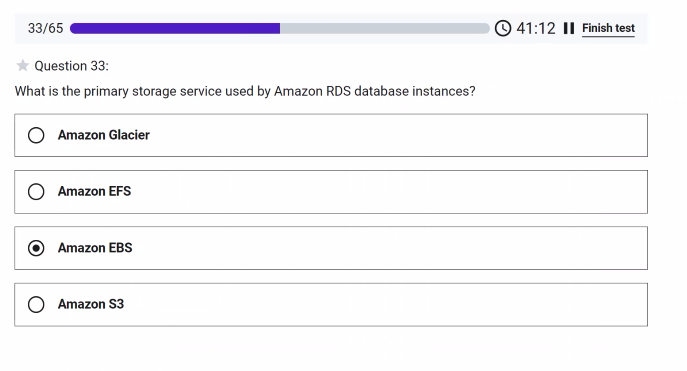 33/65 41:12 Finish test
Question 33:
What is the primary storage service used by Amazon RDS database instances?
Amazon Glacier
Amazon EFS
Amazon EBS
Amazon S3